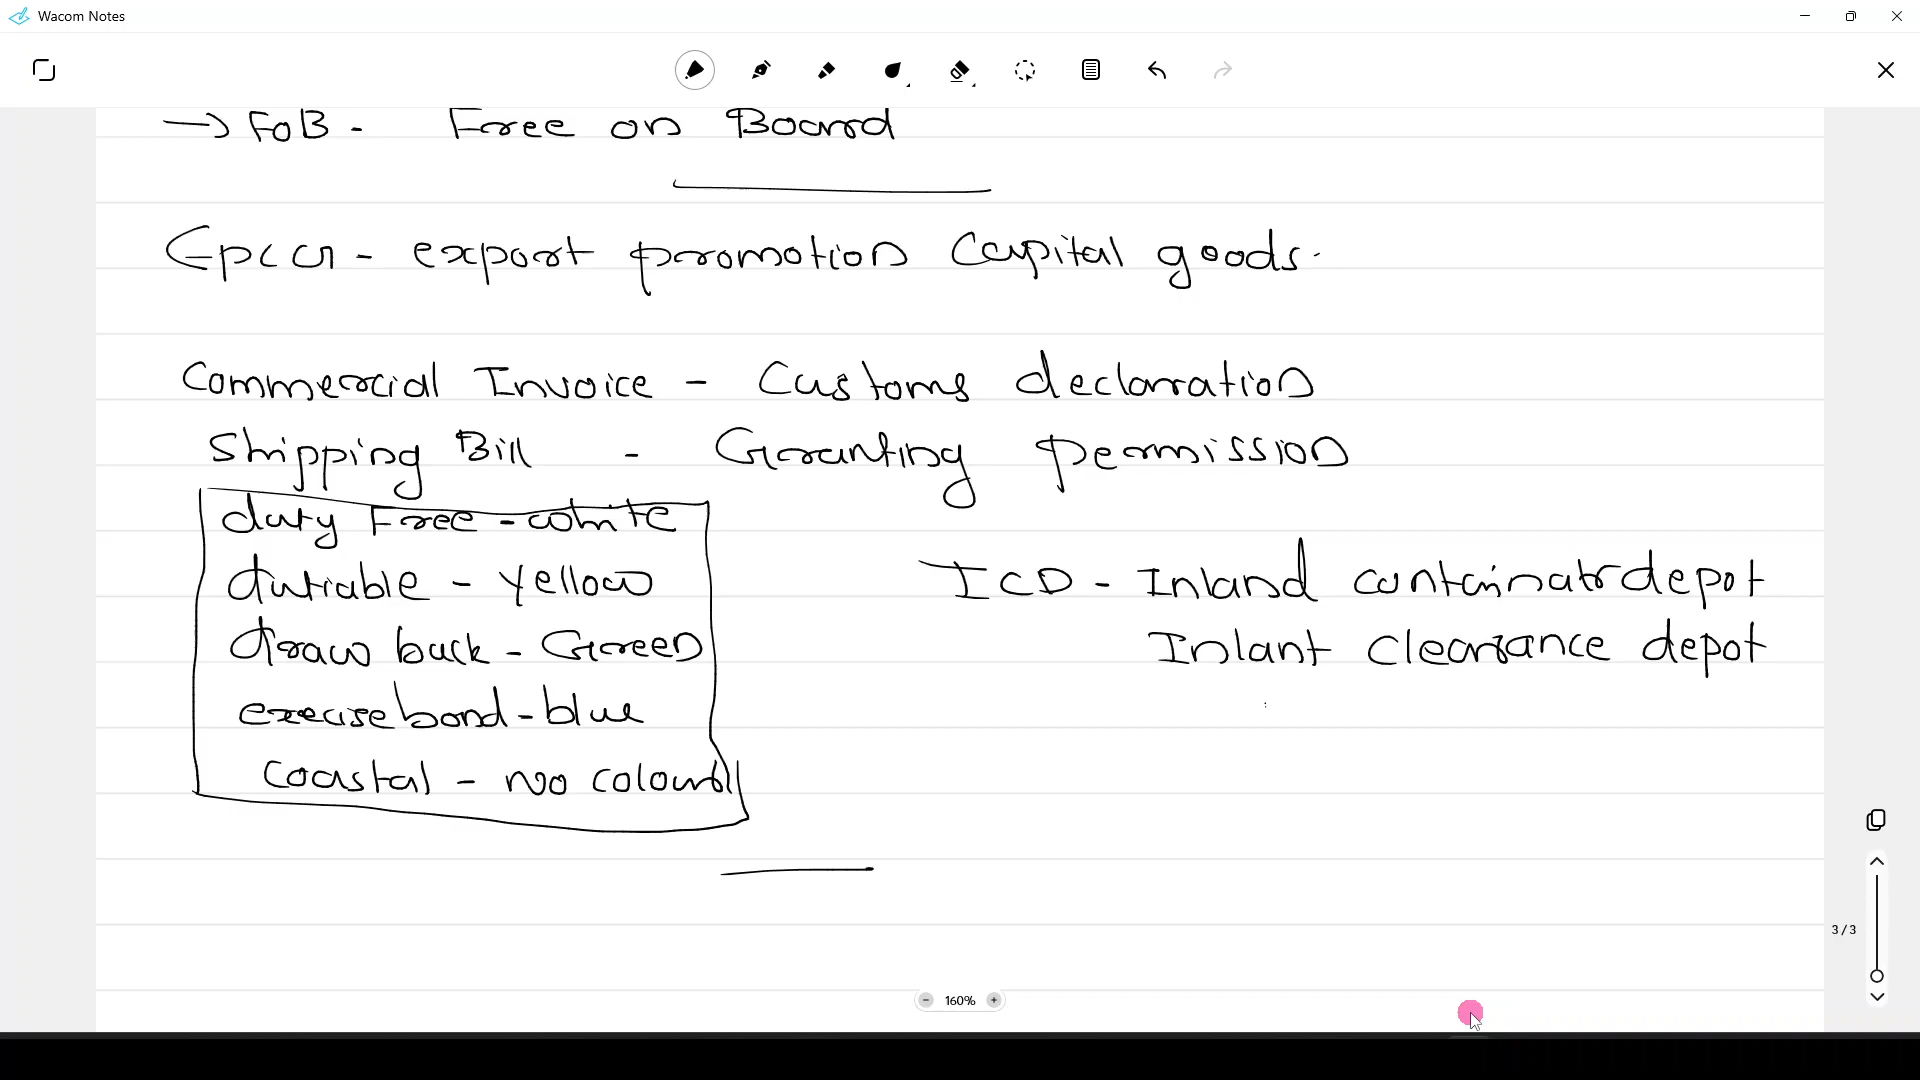 Wacom Notes
→ FOB - Free on Board
EPCG - export promotion Capital goods.
Commercial Invoice - Customs declaration
Shipping Bill - Granting permission
duty Free - white
dutiable - yellow
draw back - Green
excise bond - blue
coastal - no colour
ICD - Inland containatr depot
Inlant clearance depot
3 / 3
160%